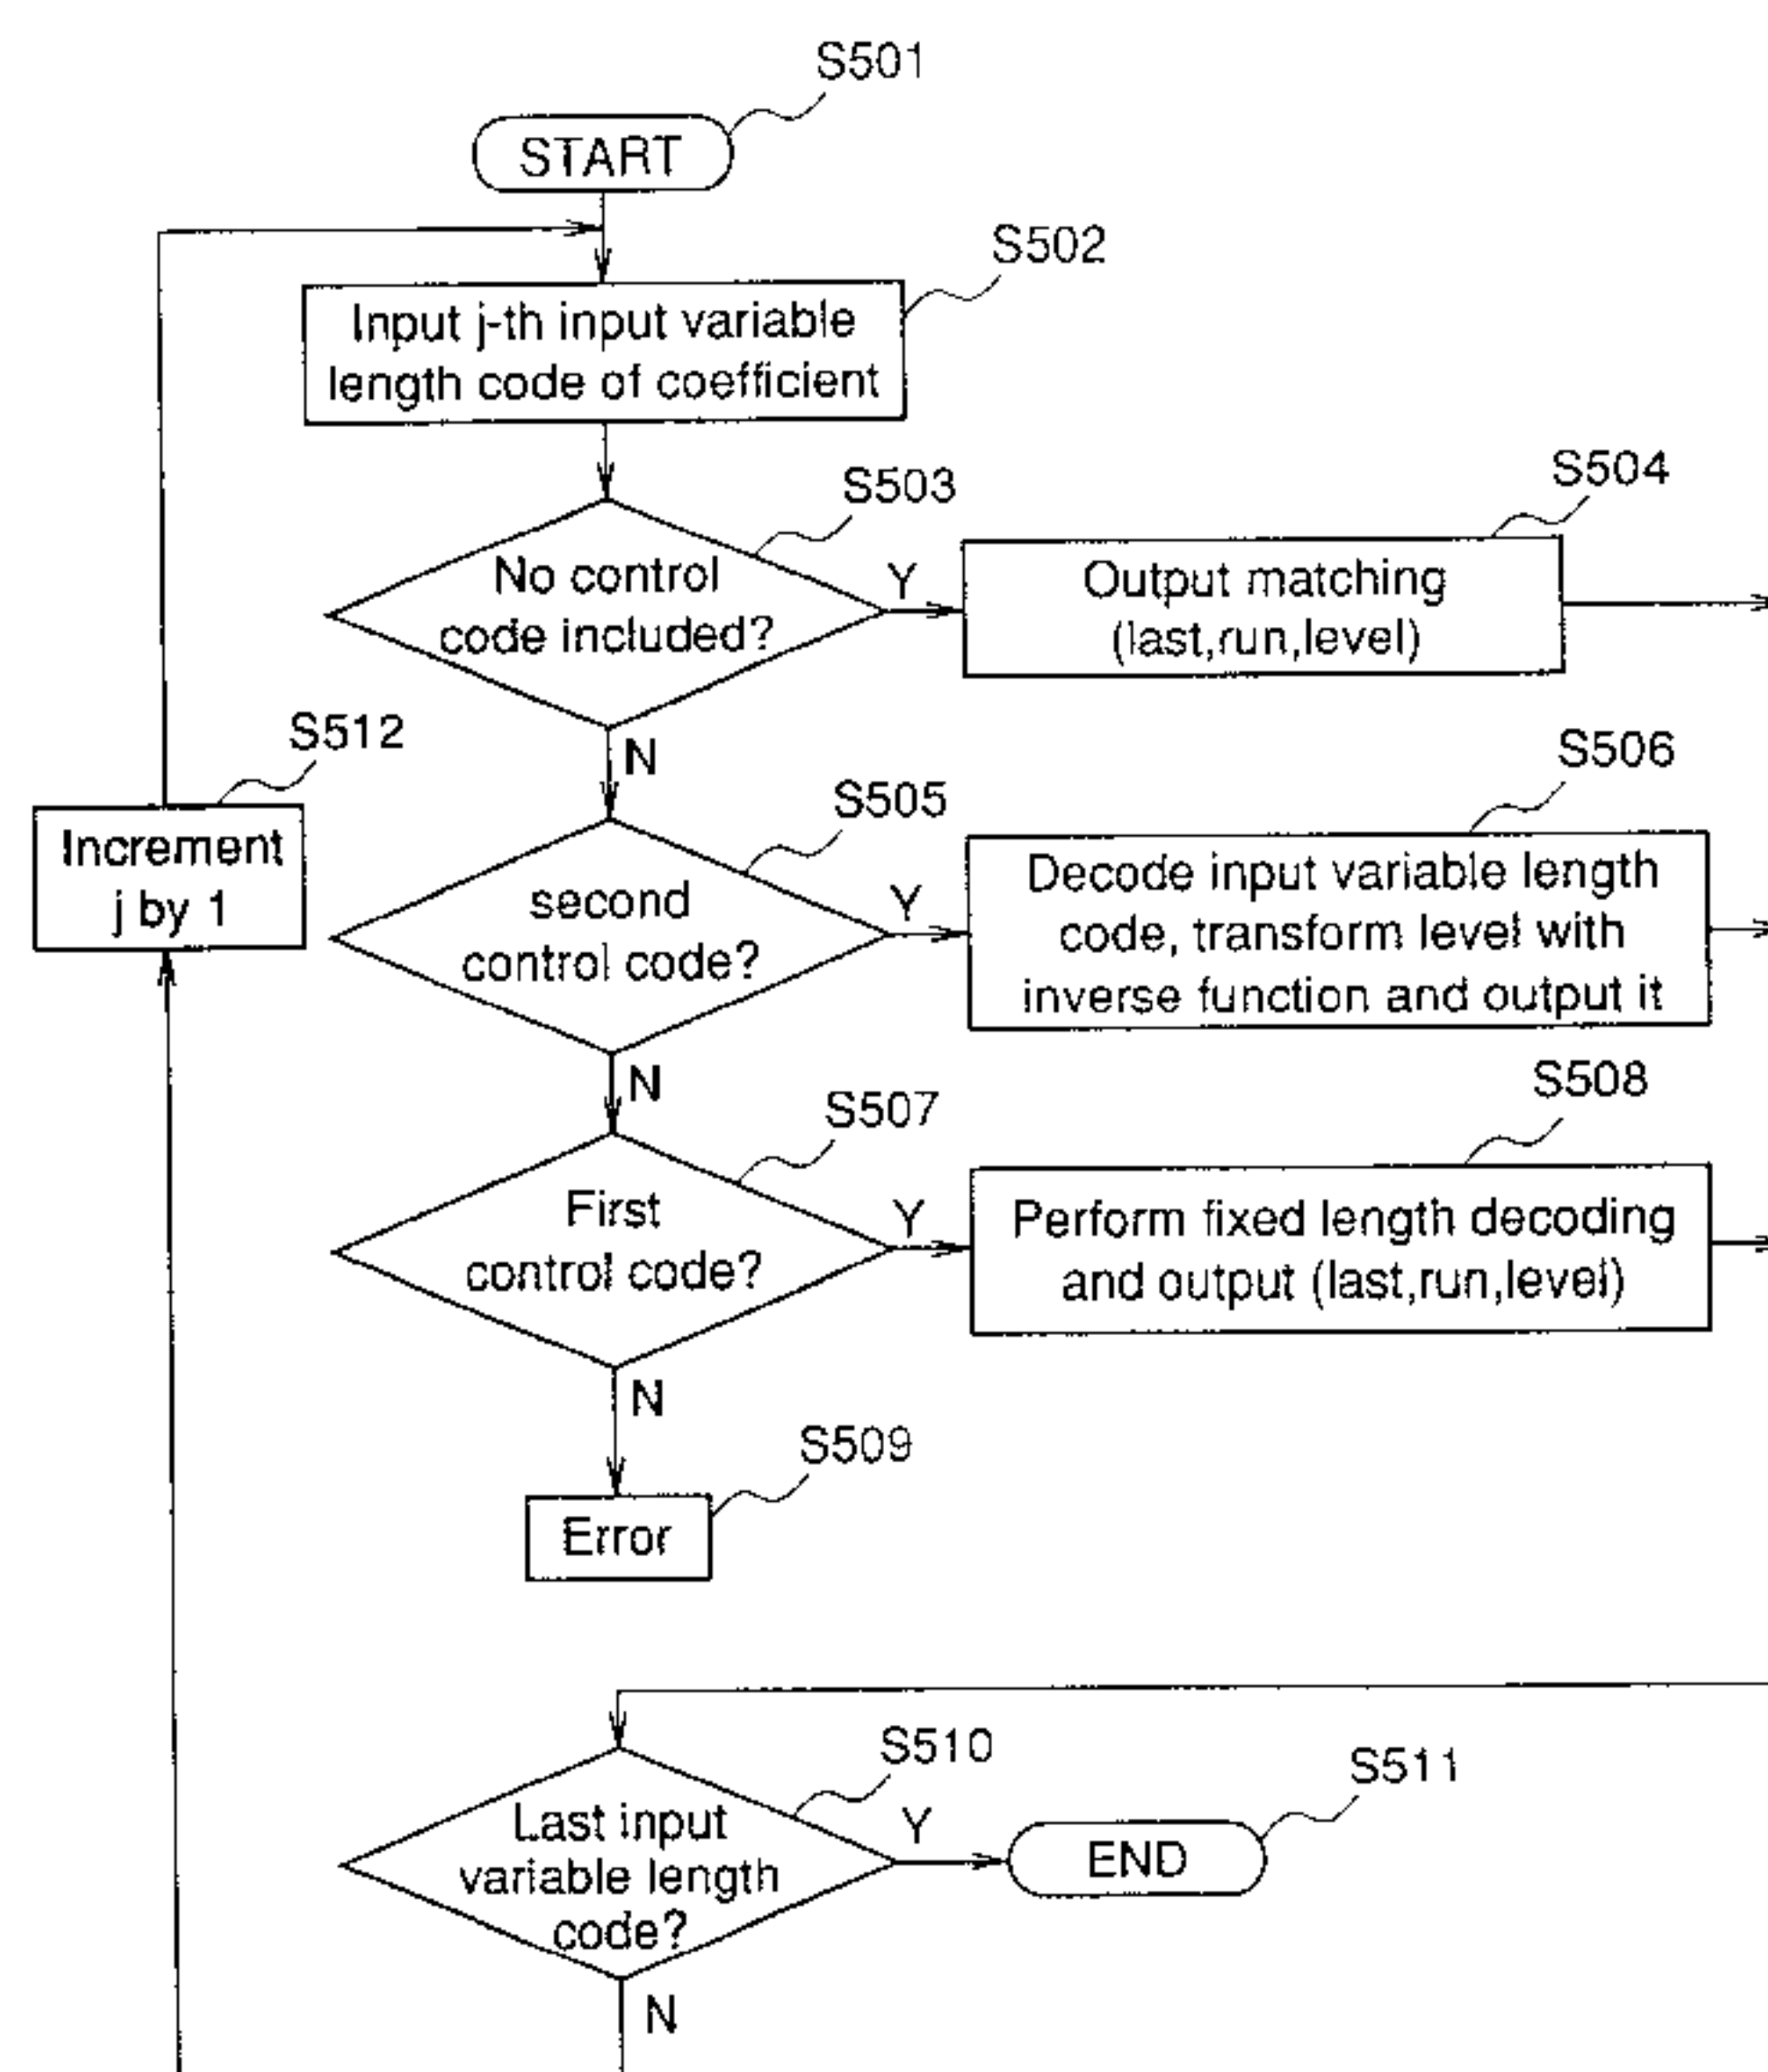 S501
START
S502
Input j-th input variable
length code of coefficient
S503
No control
code included?
Y
S504
Output matching
(last,run,level)
N
S512
Increment
j by 1
S505
second
control code?
Y
S506
Decode input variable length
code, transform level with
inverse function and output it
N
S507
First
control code?
Y
S508
Perform fixed length decoding
and output (last,run,level)
N
S509
Error
S510
Last input
variable length
code?
Y
S511
END
N